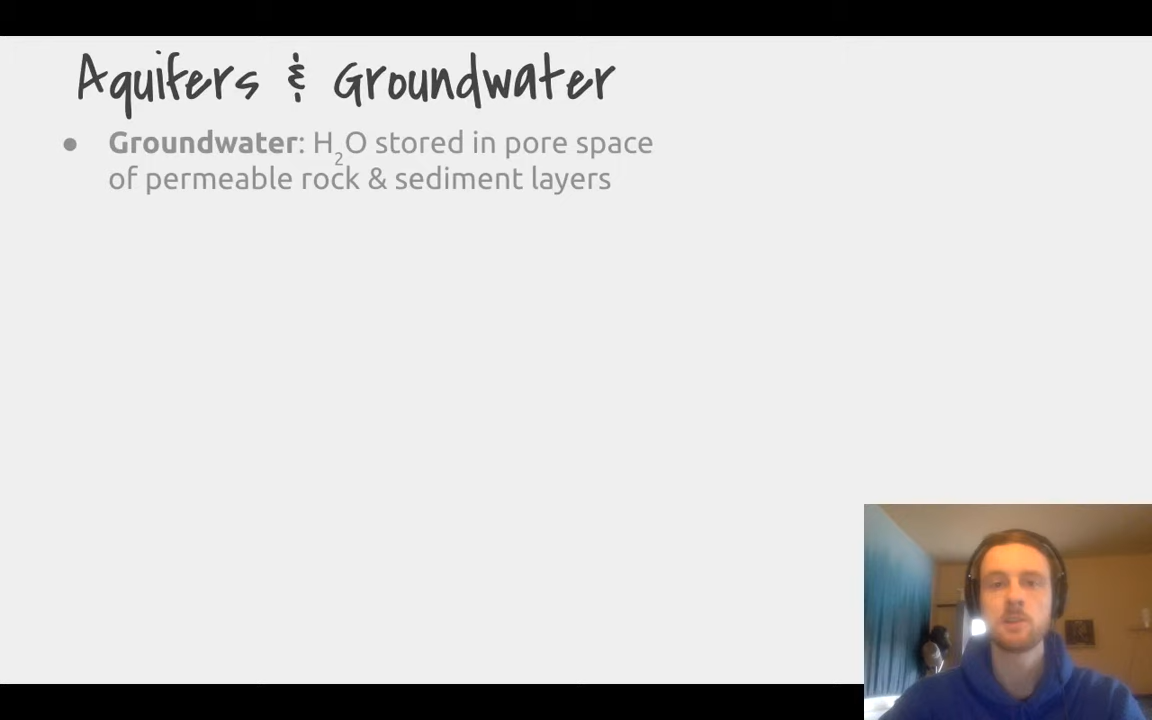 Aquifers & Groundwater
● Groundwater: H₂O stored in pore space
of permeable rock & sediment layers